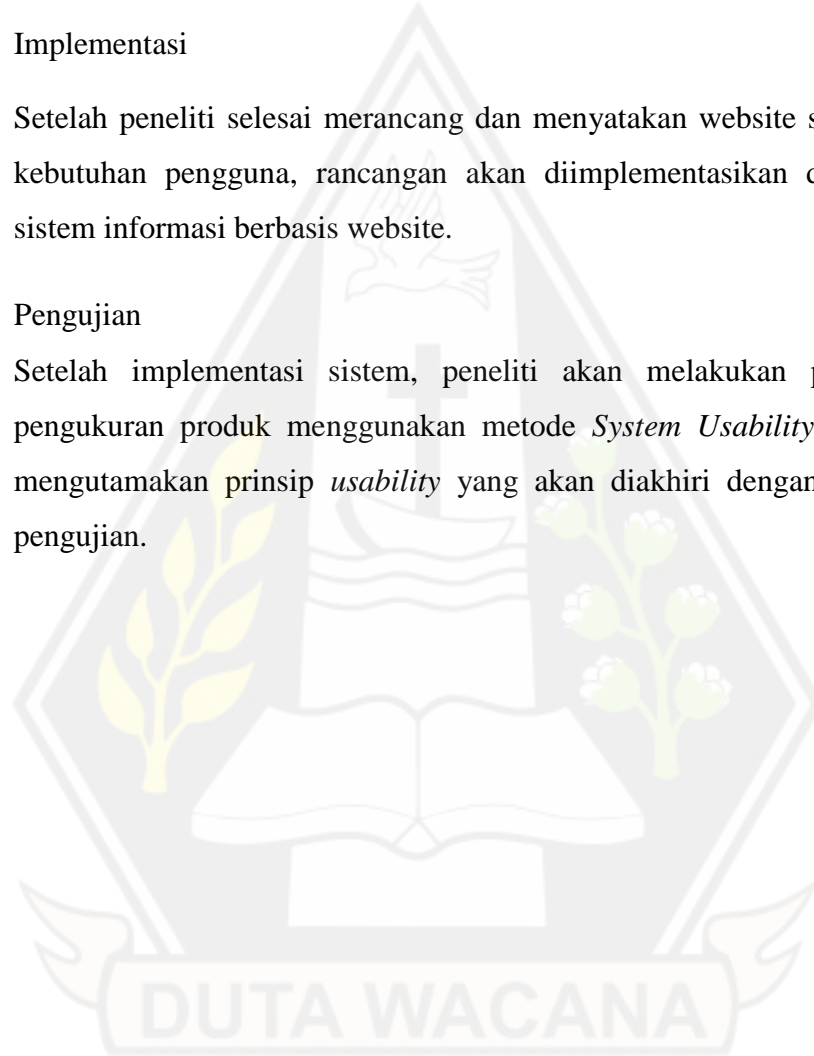 Implementasi
Setelah peneliti selesai merancang dan menyatakan website
kebutuhan pengguna, rancangan akan diimplementasikan
sistem informasi berbasis website.
Pengujian
Setelah implementasi sistem, peneliti akan melakukan
pengukuran produk menggunakan metode System Usability
mengutamakan prinsip usability yang akan diakhiri dengan
pengujian.
DUTA WACANA